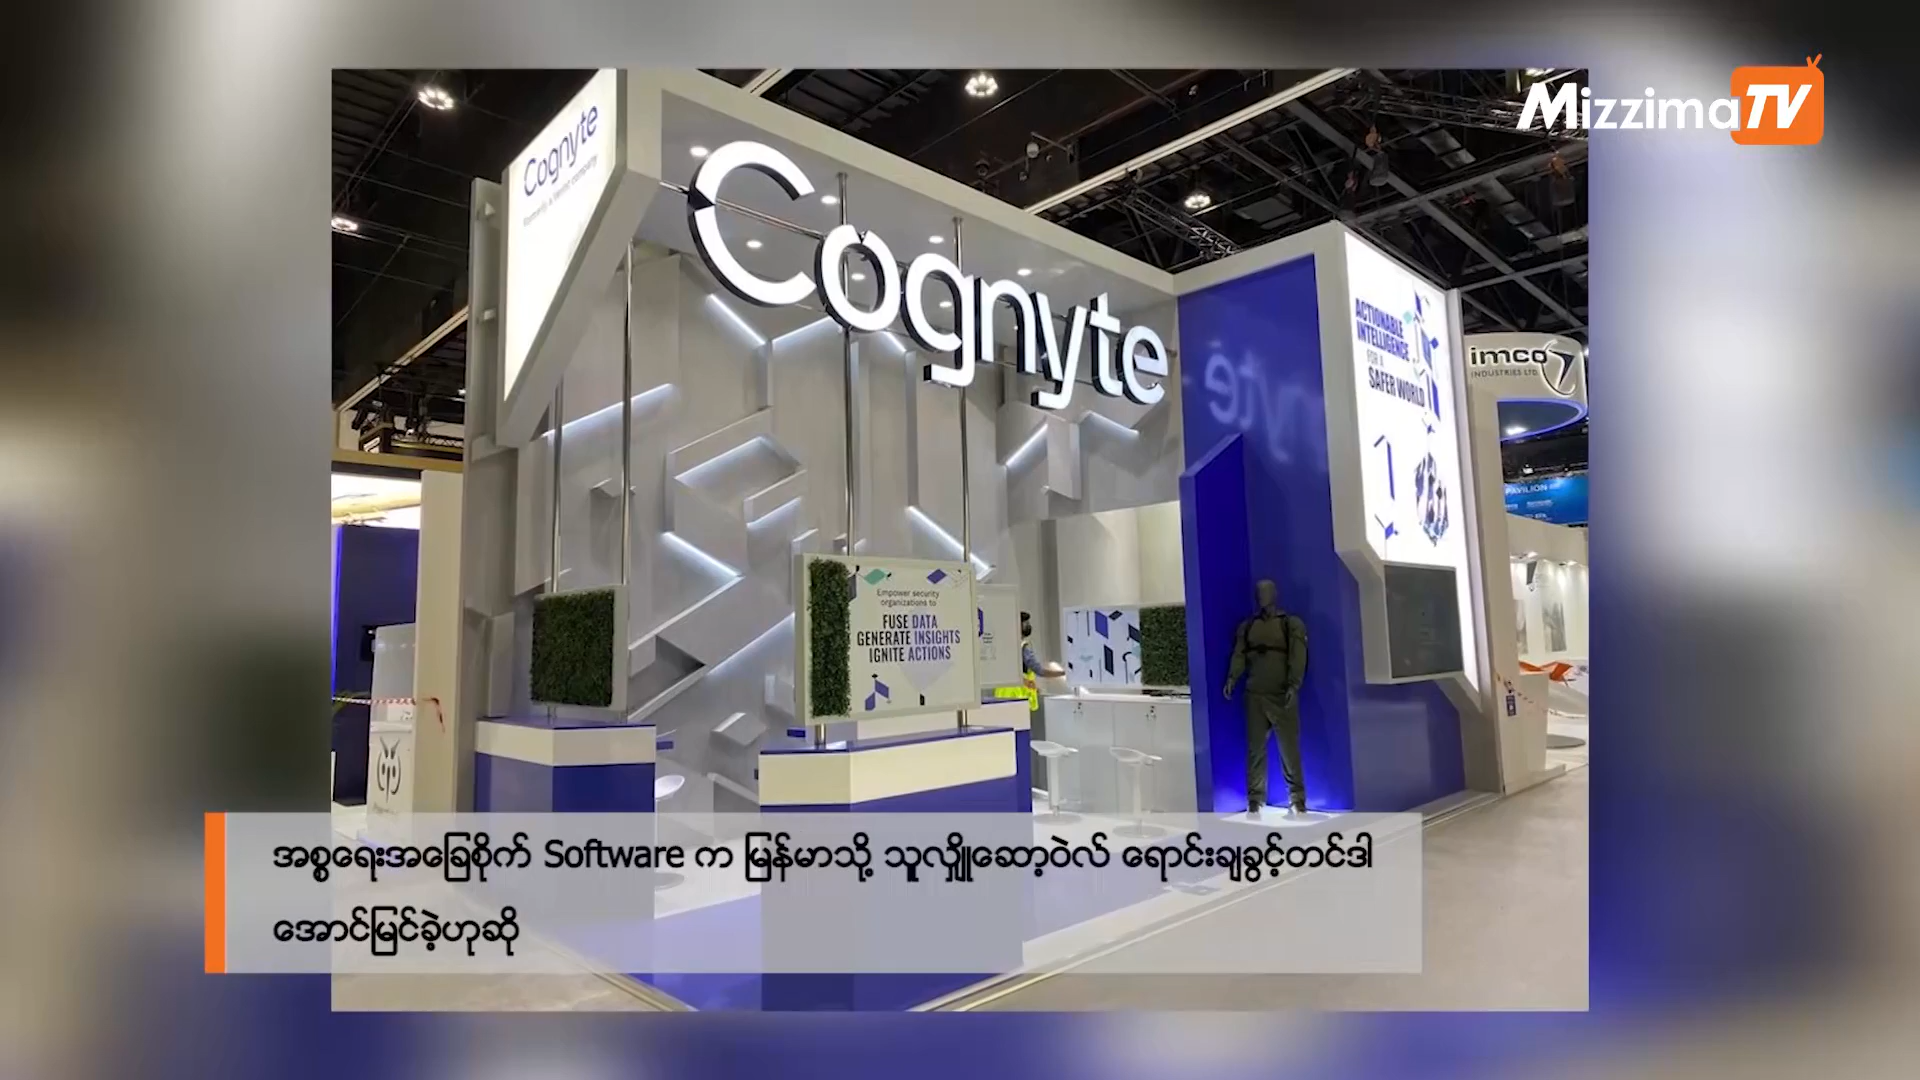 MizzimaTV
Cognyte
Cognyte
ACTIONABLE
INTELLIGENCE
FOR A
SAFER WORLD
imco
INDUSTRIES LTD.
PAVILION
Empower security
organizations to
FUSE DATA
GENERATE INSIGHTS
IGNITE ACTIONS
အစ္စရေးအခြေစိုက် Software က မြန်မာသို့ သူလျှိုဆော့ဝဲလ် ရောင်းချခွင့်တင်ဒါ
အောင်မြင်ခဲ့ဟုဆို